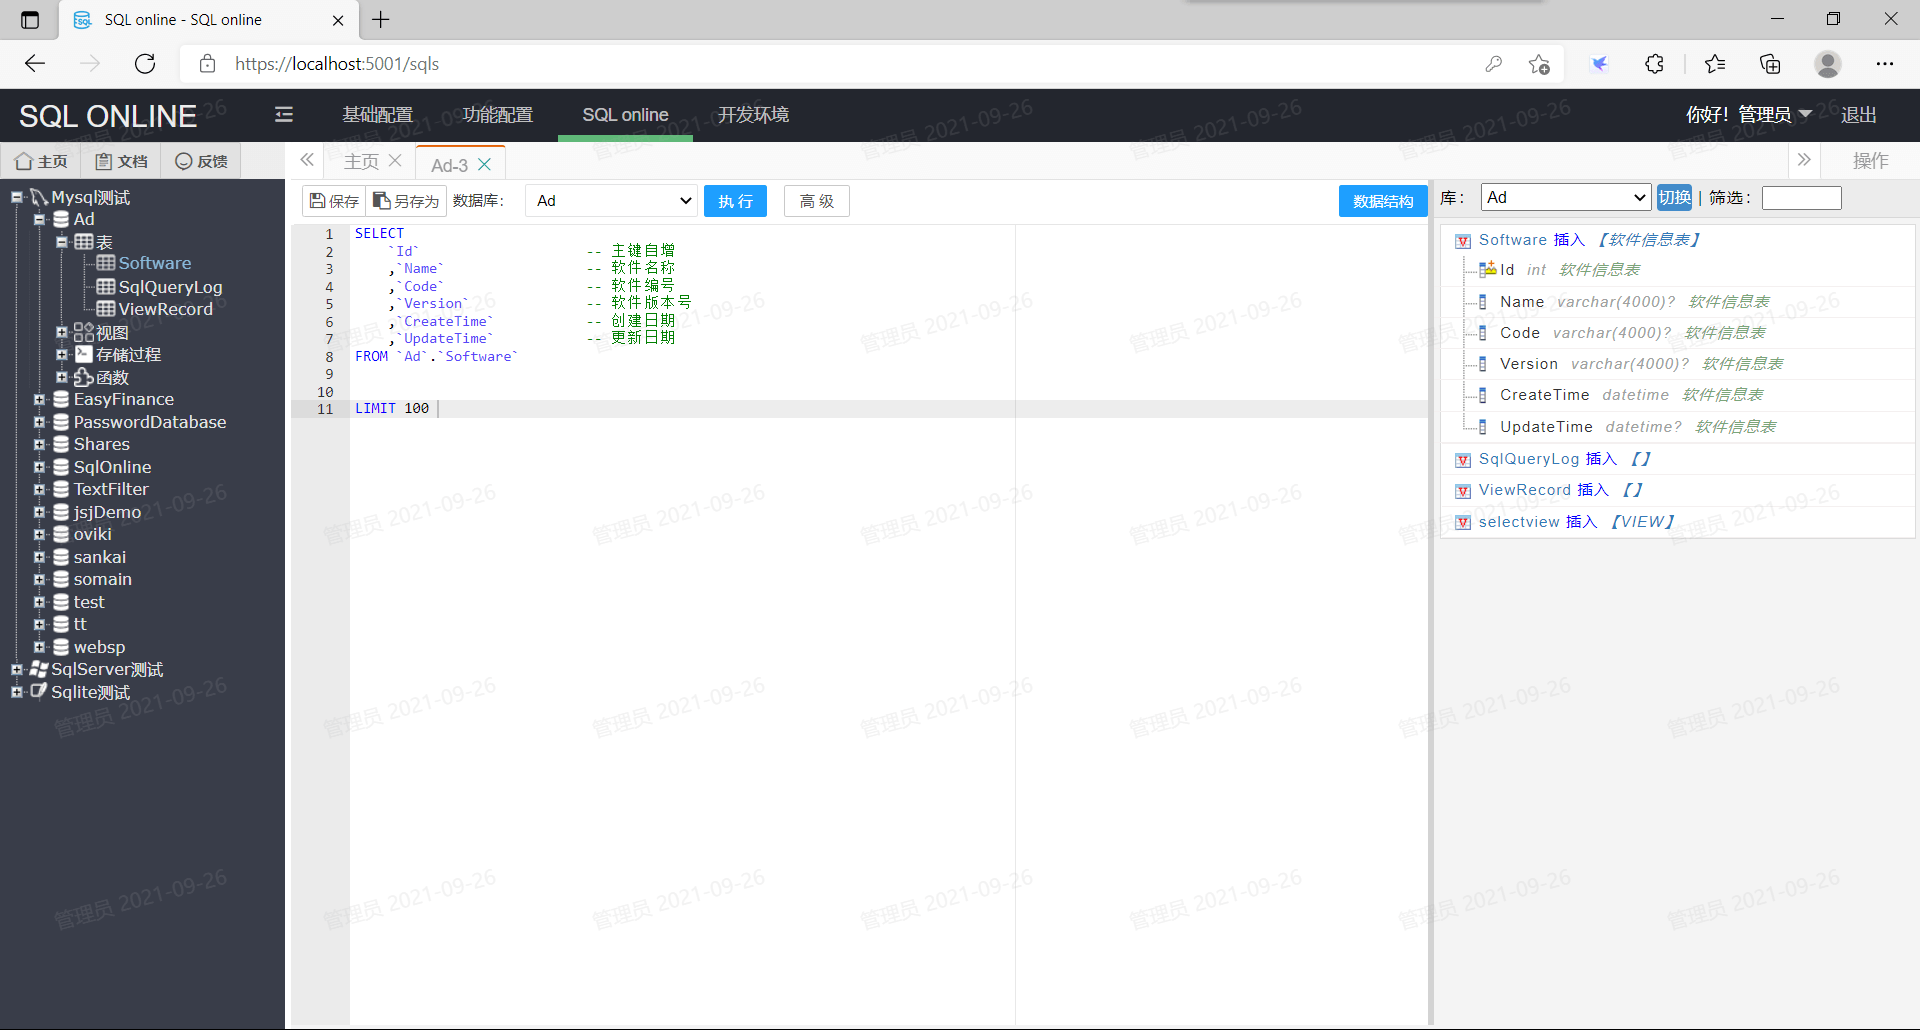 SQL online - SQL online
https://localhost:5001/sqls
SQL ONLINE
基础配置 功能配置 SQL online 开发环境
你好！管理员 退出
主页 文档 反馈
主页 Ad-3 操作
Mysql测试
Ad
表
Software
SqlQueryLog
ViewRecord
视图
存储过程
函数
EasyFinance
PasswordDatabase
Shares
SqlOnline
TextFilter
jsjDemo
oviki
sankai
somain
test
tt
websp
SqlServer测试
Sqlite测试
保存 另存为 数据库： Ad 执 行 高 级 数据结构
1 SELECT
2 `Id` -- 主键自增
3 ,`Name` -- 软件名称
4 ,`Code` -- 软件编号
5 ,`Version` -- 软件版本号
6 ,`CreateTime` -- 创建日期
7 ,`UpdateTime` -- 更新日期
8 FROM `Ad`.`Software`
9
10
11 LIMIT 100
库： Ad 切换 | 筛选：
Software 插入 【软件信息表】
Id int 软件信息表
Name varchar(4000)? 软件信息表
Code varchar(4000)? 软件信息表
Version varchar(4000)? 软件信息表
CreateTime datetime 软件信息表
UpdateTime datetime? 软件信息表
SqlQueryLog 插入 【】
ViewRecord 插入 【】
selectview 插入 【VIEW】
管理员 2021-09-26